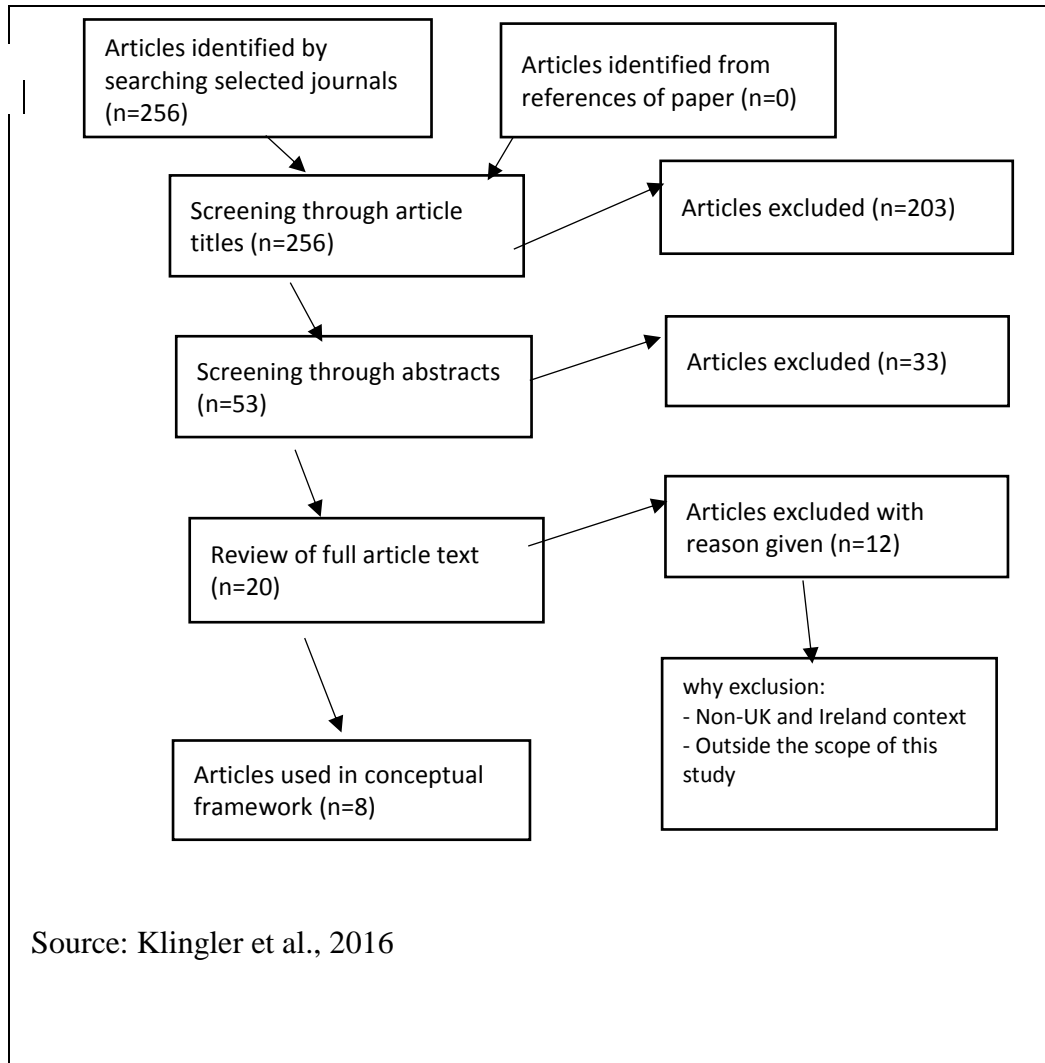 Articles identified by
searching selected journals
(n=256)
Articles identified from
references of paper (n=0)
Screening through article
titles (n=256)
Articles excluded (n=203)
Screening through abstracts
(n=53)
Articles excluded (n=33)
Review of full article text
(n=20)
Articles excluded with
reason given (n=12)
why exclusion:
- Non-UK and Ireland context
- Outside the scope of this
study
Articles used in conceptual
framework (n=8)
Source: Klingler et al., 2016